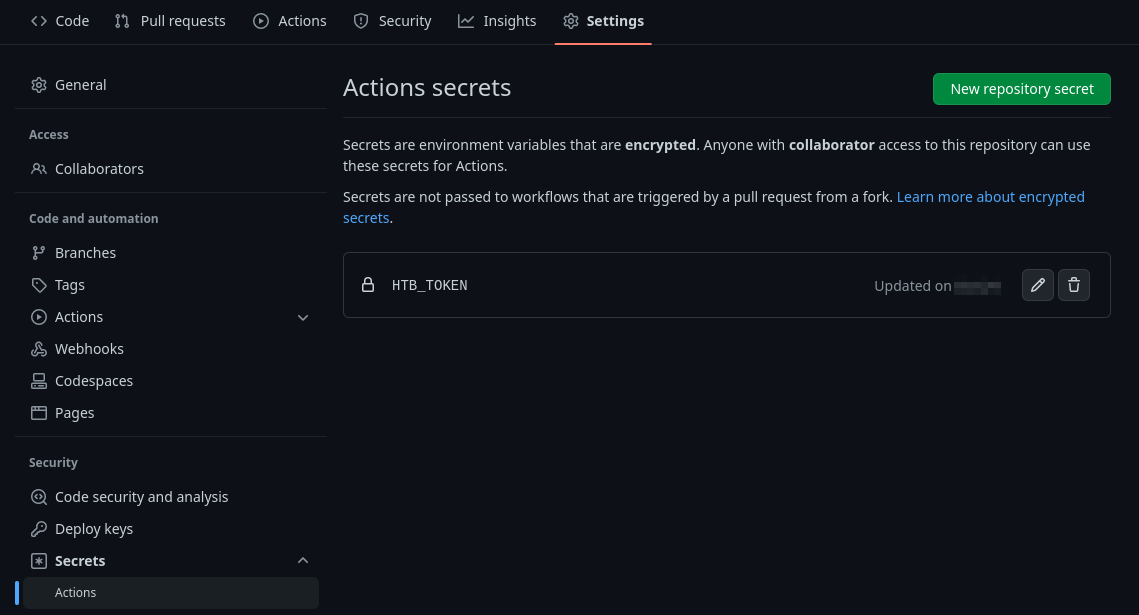 Code Pull requests Actions Security Insights Settings
General
Access
Collaborators
Code and automation
Branches
Tags
Actions
Webhooks
Codespaces
Pages
Security
Code security and analysis
Deploy keys
Secrets
Actions
Actions secrets
New repository secret
Secrets are environment variables that are encrypted. Anyone with collaborator access to this repository can use
these secrets for Actions.
Secrets are not passed to workflows that are triggered by a pull request from a fork. Learn more about encrypted
secrets.
HTB_TOKEN Updated on